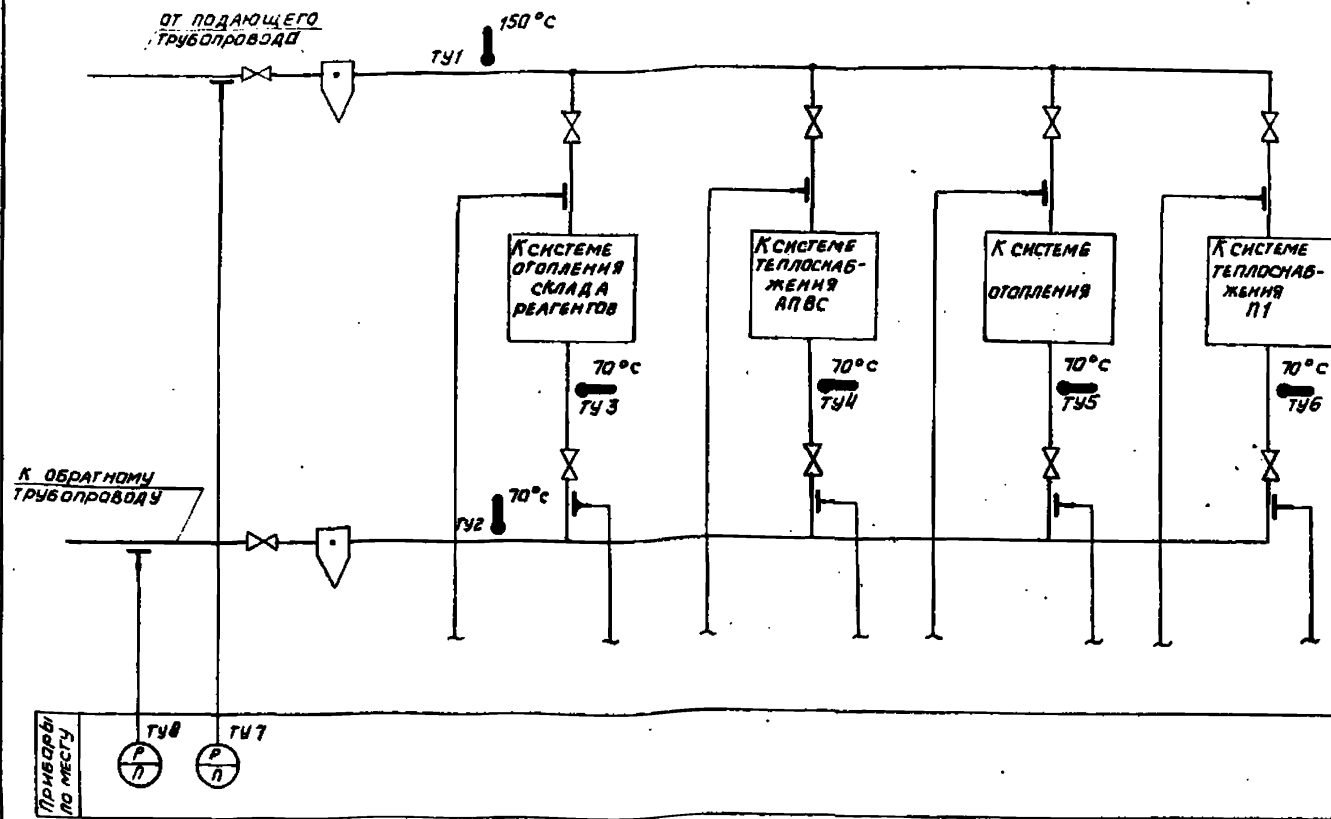 ОТ ПОДАЮЩЕГО
ТРУБОПРОВОДА
150°С
ТУ1
К СИСТЕМЕ
ОТОПЛЕНИЯ
СКЛАДА
РЕАГЕНТОВ
К СИСТЕМЕ
ТЕПЛОСНАБ-
ЖЕНИЯ
АПВС
К СИСТЕМЕ
ОТОПЛЕНИЯ
К СИСТЕМЕ
ТЕПЛОСНАБ-
ЖЕНИЯ
П1
70°С
ТУ3
70°С
ТУ4
70°С
ТУ5
70°С
ТУ6
К ОБРАТНОМУ
ТРУБОПРОВОДУ
70°С
ТУ2
Приборы
по месту
ТУ8
Р
П
ТУ7
Р
П